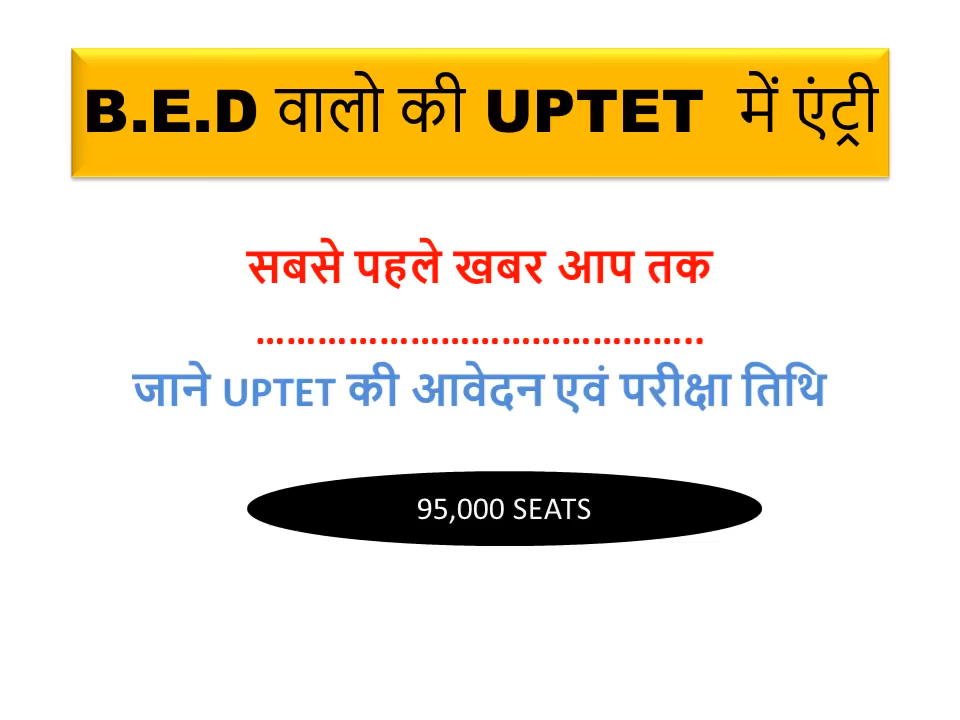 B.E.D वालो की UPTET में एंट्री
सबसे पहले खबर आप तक
……………………………………..
जाने UPTET की आवेदन एवं परीक्षा तिथि
95,000 SEATS